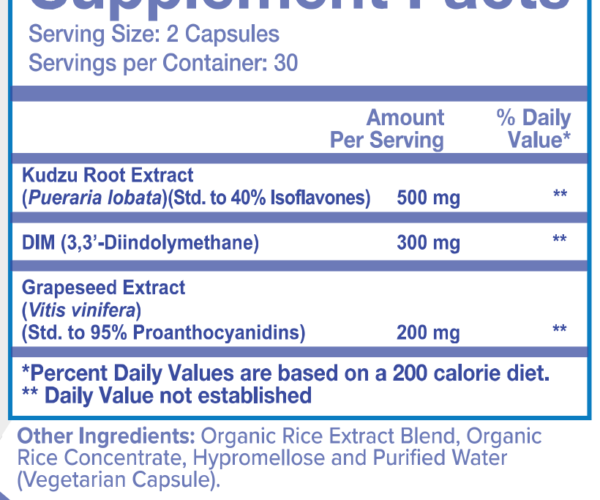 Supplement Facts
Serving Size: 2 Capsules
Servings per Container: 30
Amount % Daily
Per Serving Value*
Kudzu Root Extract
(Pueraria lobata)(Std. to 40% Isoflavones) 500 mg **
DIM (3,3’-Diindolymethane) 300 mg **
Grapeseed Extract
(Vitis vinifera)
(Std. to 95% Proanthocyanidins) 200 mg **
*Percent Daily Values are based on a 200 calorie diet.
** Daily Value not established
Other Ingredients: Organic Rice Extract Blend, Organic
Rice Concentrate, Hypromellose and Purified Water
(Vegetarian Capsule).